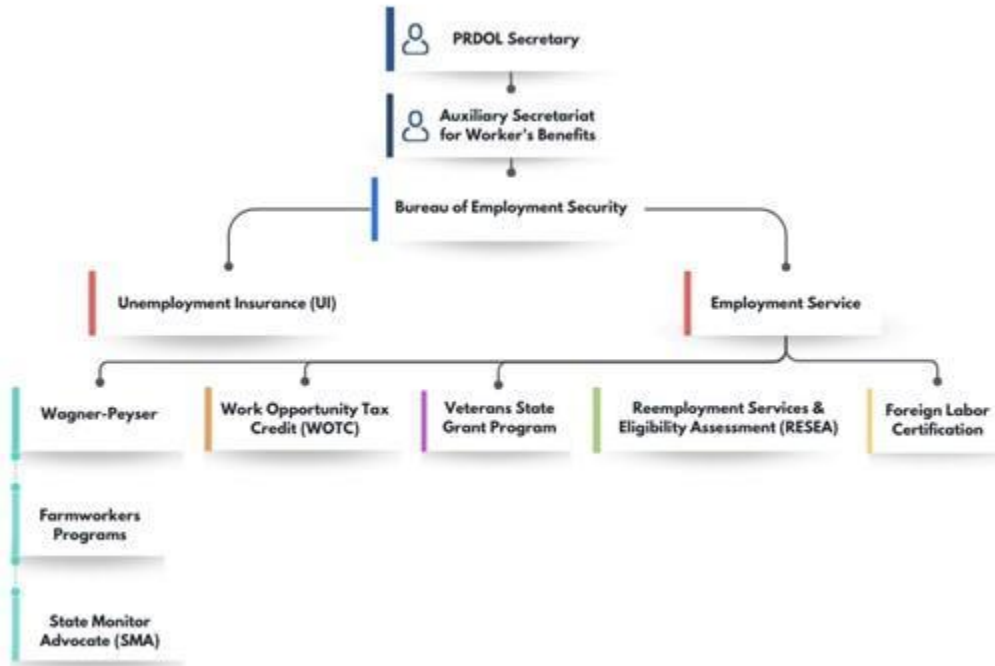 PRDOL Secretary
Auxiliary Secretariat
for Worker's Benefits
Bureau of Employment Security
Unemployment Insurance (UI)
Employment Service
Wagner-Peyser
Work Opportunity Tax
Credit (WOTC)
Veterans State
Grant Program
Reemployment Services &
Eligibility Assessment (RESEA)
Foreign Labor
Certification
Farmworkers
Programs
State Monitor
Advocate (SMA)